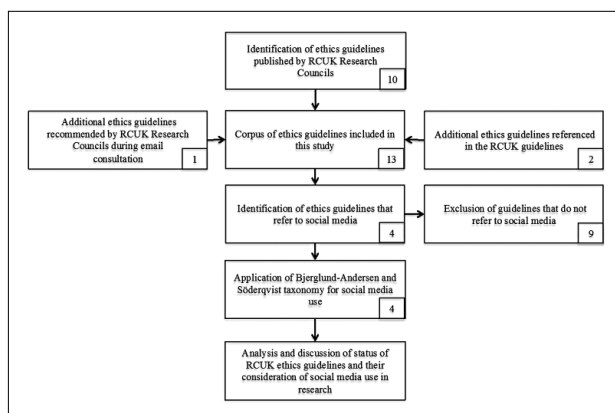 Identification of ethics guidelines
published by RCUK Research
Councils
10
Additional ethics guidelines
recommended by RCUK Research
Councils during email
consultation
1
Corpus of ethics guidelines included in
this study
13
Additional ethics guidelines referenced
in the RCUK guidelines
2
Identification of ethics guidelines that
refer to social media
4
Exclusion of guidelines that do not
refer to social media
9
Application of Bjerglund-Andersen and
Söderqvist taxonomy for social media
use
4
Analysis and discussion of status of
RCUK ethics guidelines and their
consideration of social media use in
research